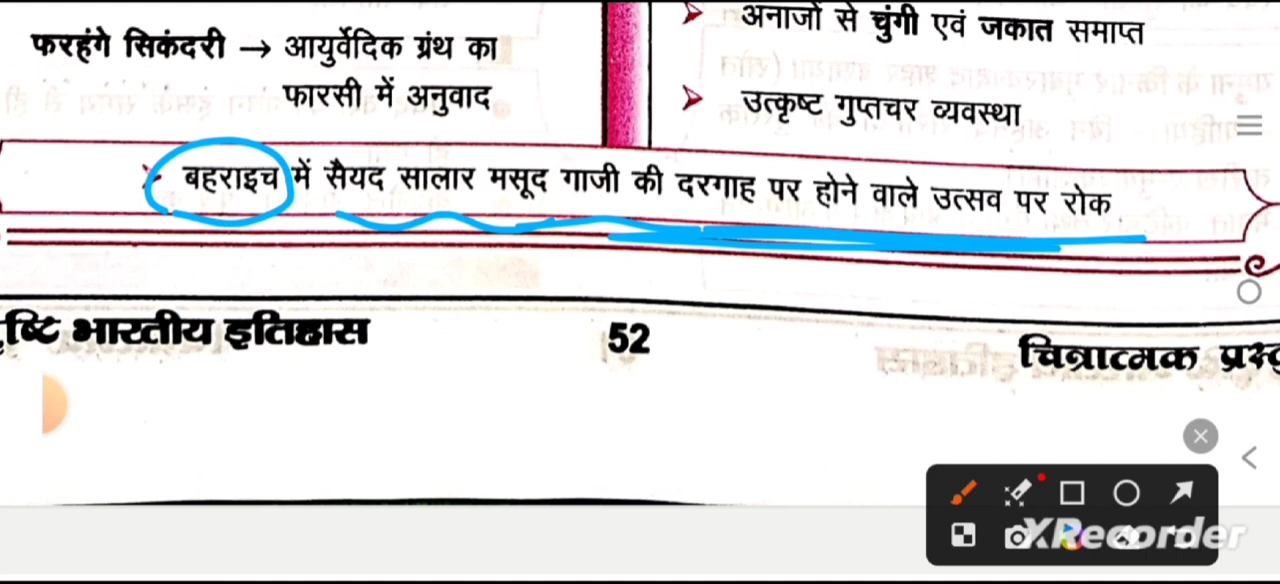 फरहंगे सिकंदरी → आयुर्वेदिक ग्रंथ का
फारसी में अनुवाद
➤ अनाजों से चुंगी एवं जकात समाप्त
➤ उत्कृष्ट गुप्तचर व्यवस्था
➤ बहराइच में सैयद सालार मसूद गाजी की दरगाह पर होने वाले उत्सव पर रोक
भारतीय इतिहास
52
चित्रात्मक
XRecorder